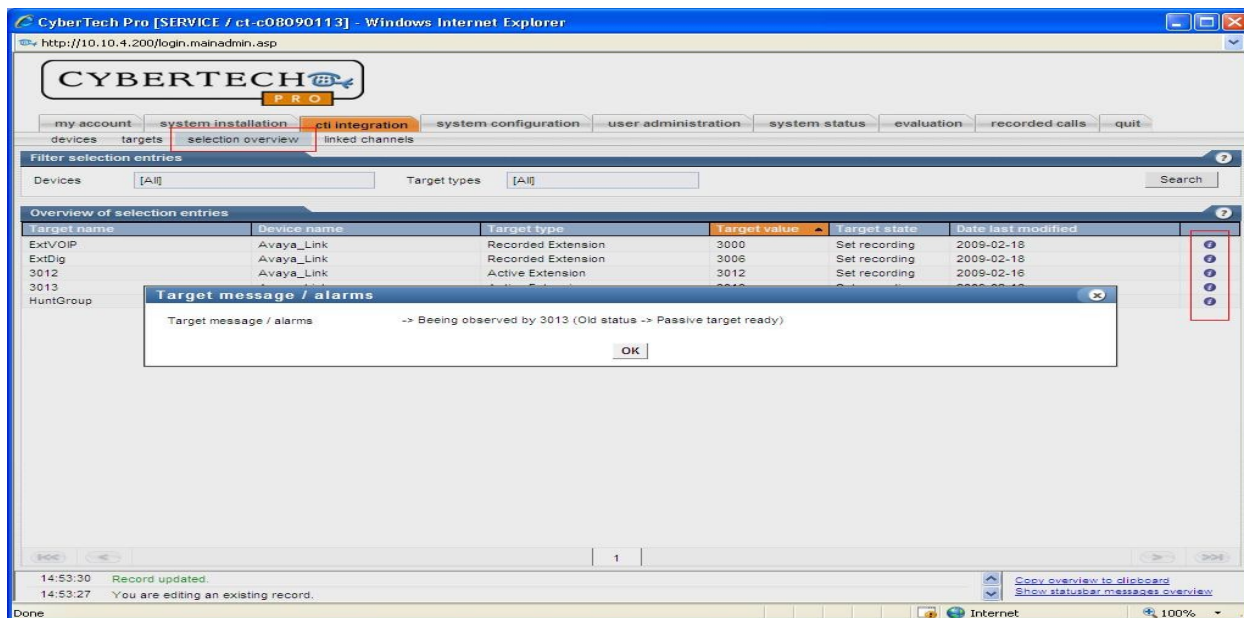 CyberTech Pro [SERVICE / ct-c08090113] - Windows Internet Explorer
http://10.10.4.200/login.mainadmin.asp
CYBERTECH
PRO
my account system installation cti integration system configuration user administration system status evaluation recorded calls quit
devices targets selection overview linked channels
Filter selection entries ?
Devices [All] Target types [All] Search
Overview of selection entries ?
Target name Device name Target type Target value Target state Date last modified
ExtVOIP Avaya_Link Recorded Extension 3000 Set recording 2009-02-18
ExtDig Avaya_Link Recorded Extension 3006 Set recording 2009-02-18
3012 Avaya_Link Active Extension 3012 Set recording 2009-02-16
3013
HuntGroup
Target message / alarms
Target message / alarms -> Beeing observed by 3013 (Old status -> Passive target ready)
OK
1
14:53:30 Record updated.
14:53:27 You are editing an existing record.
Copy overview to clipboard
Show statusbar messages overview
Done Internet 100%